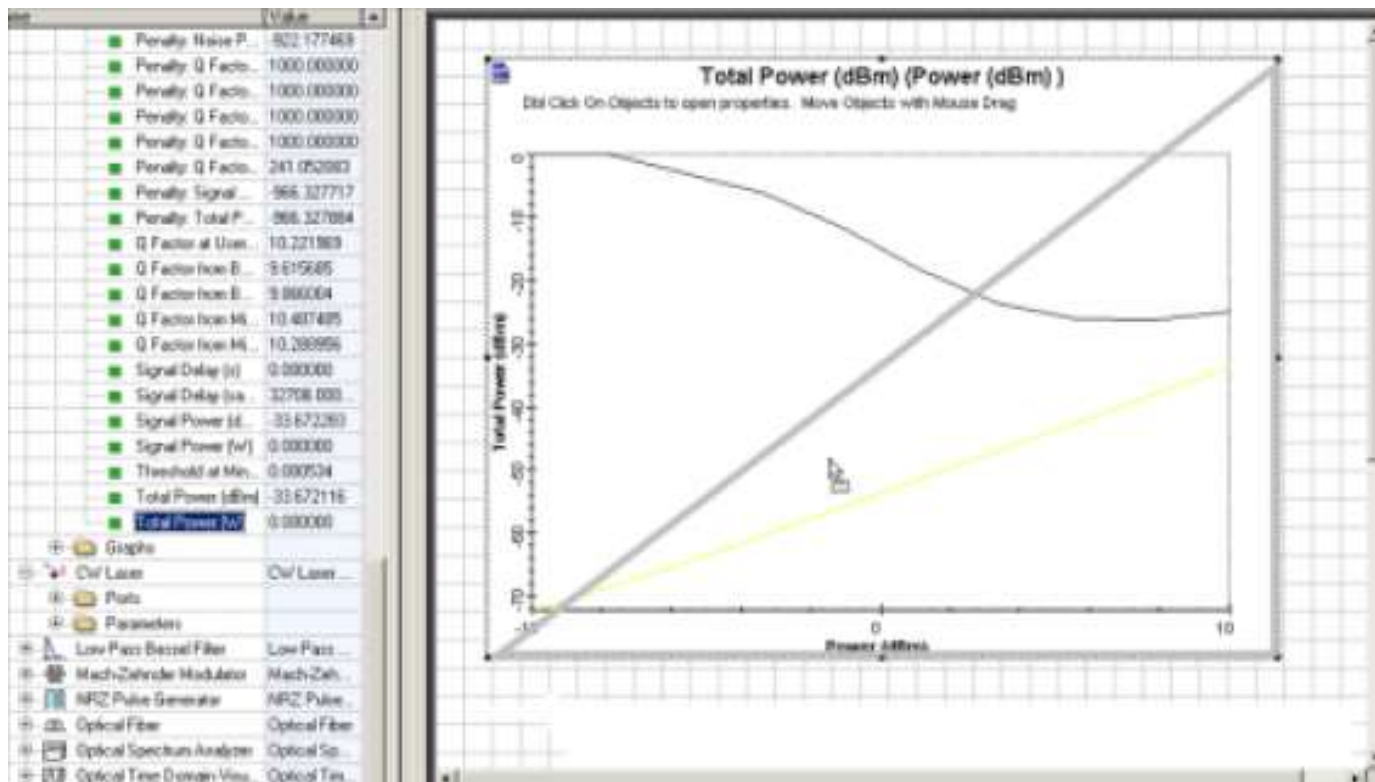 Value
Penalty: Noise P... -922.177469
Penalty: Q Facto... 1000.000000
Penalty: Q Facto... 1000.000000
Penalty: Q Facto... 1000.000000
Penalty: Q Facto... 1000.000000
Penalty: Q Facto...
Penalty: Signal ... -966.327717
Penalty: Total P... -966.327884
Q Factor at User... 10.221969
Q Factor from B... 9.615685
Q Factor from B...
Q Factor from Mi... 10.487485
Q Factor from Mi... 10.288956
Signal Delay (s) 0.000000
Signal Delay (sa... 32708.000...
Signal Power (d... -33.672283
Signal Power (W) 0.000000
Threshold at Min... 0.000534
Total Power (dBm) -33.672116
Total Power (W) 0.000000
Graphs
CW Laser CW Laser ...
Ports
Parameters
Low Pass Bessel Filter Low Pass ...
Mach-Zehnder Modulator Mach-Zeh...
NRZ Pulse Generator NRZ Pulse...
Optical Fiber Optical Fiber
Optical Spectrum Analyzer Optical Sp...
Optical Time Domain Visu... Optical Tim...
Total Power (dBm) (Power (dBm) )
Dbl Click On Objects to open properties. Move Objects with Mouse Drag
0
-10
-20
-30
-40
-50
-60
-70
Total Power (dBm)
-10 0 10
Power (dBm)